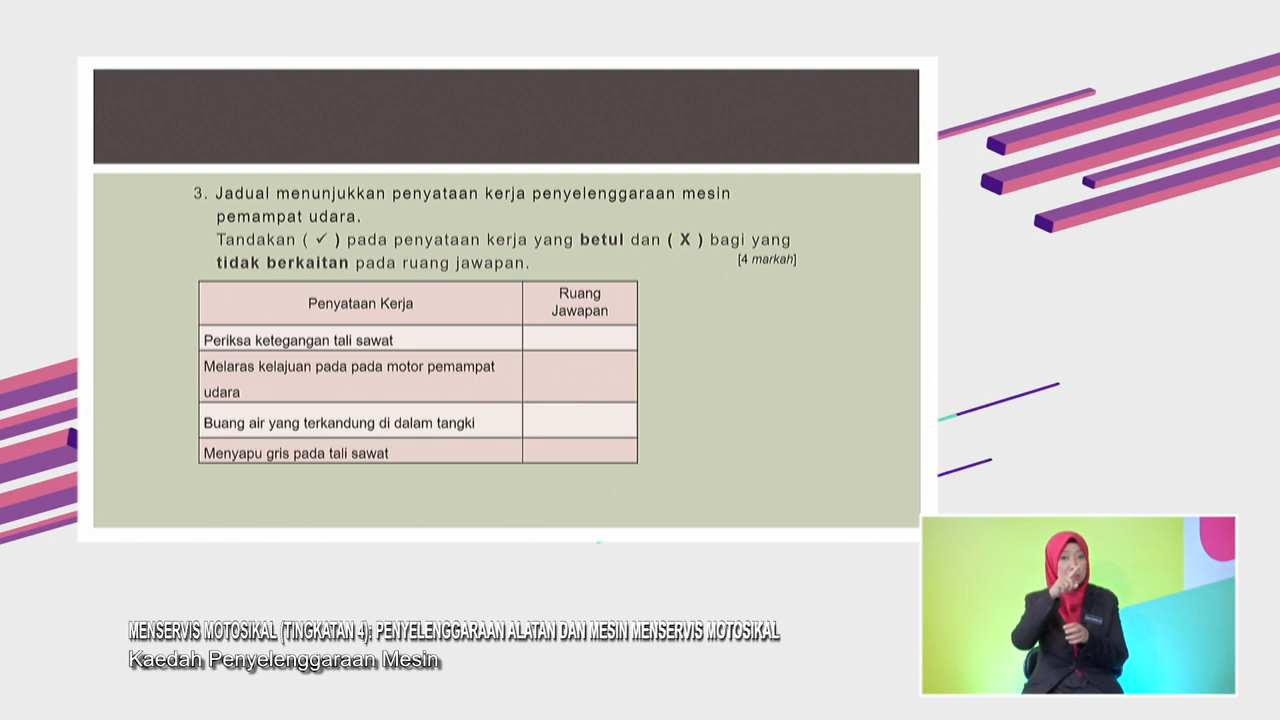 3. Jadual menunjukkan penyataan kerja penyelenggaraan mesin
pemampat udara.
Tandakan ( ✓ ) pada penyataan kerja yang betul dan ( X ) bagi yang
tidak berkaitan pada ruang jawapan.
[4 markah]
Penyataan Kerja
Ruang
Jawapan
Periksa ketegangan tali sawat
Melaras kelajuan pada pada motor pemampat
udara
Buang air yang terkandung di dalam tangki
Menyapu gris pada tali sawat
MENSERVIS MOTOSIKAL (TINGKATAN 4): PENYELENGGARAAN ALATAN DAN MESIN MENSERVIS MOTOSIKAL
Kaedah Penyelenggaraan Mesin